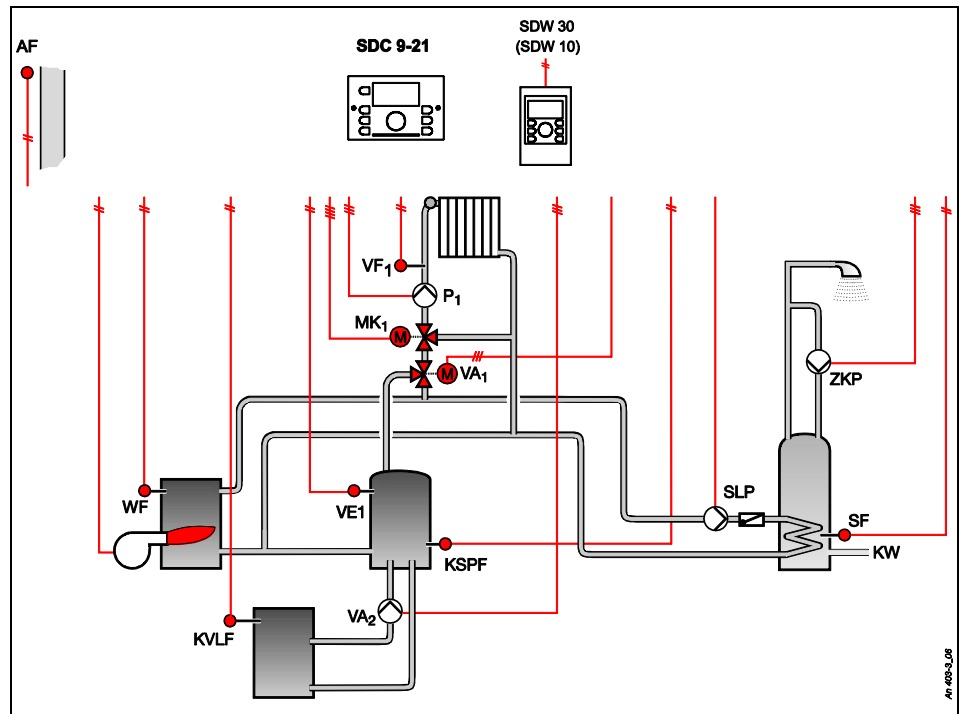 SDW 30
(SDW 10)
AF
SDC 9-21
VF1
P1
MK1
M
M
VA1
ZKP
WF
VE1
SLP
SF
KW
KSPF
VA2
KVLF
An 403-3_06